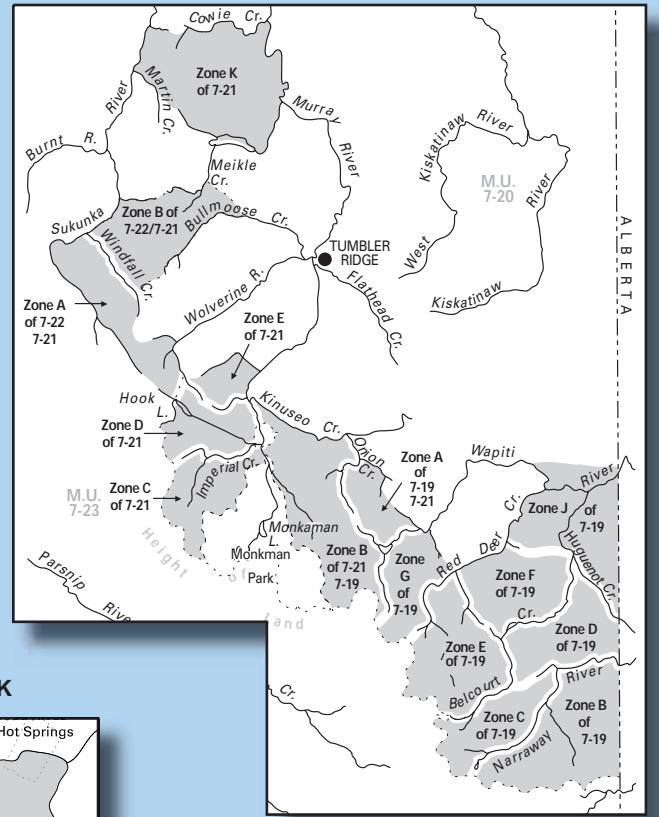 Cowie Cr.
Zone K
of 7-21
River
Martin Cr.
Murray
River
Burnt R.
Meikle
Cr.
Kiskatinaw River
M.U.
7-20
River
West
Kiskatinaw
ALBERTA
Zone B of
7-22/7-21
Bullmoose Cr.
Sukunka
Windfall Cr.
TUMBLER
RIDGE
Flathead Cr.
Wolverine R.
Zone A
of 7-22
7-21
Zone E
of 7-21
Hook
L.
Kinuseo Cr.
Onion
Cr.
Zone D
of 7-21
Zone A
of
7-19
7-21
Wapiti
River
Imperial Cr.
M.U.
7-23
Zone C
of 7-21
Zone J of
7-19
Height of Land
Monkaman
L.
Monkman
Park
Zone B
of 7-21
7-19
Zone
G
of
7-19
Red Deer Cr.
Huguenot Cr.
Zone F
of 7-19
Cr.
Parsnip River
Zone E
of 7-19
Zone D
of 7-19
River
Belcourt
Zone C
of 7-19
Zone B
of
7-19
Narraway
Cr.
K
Hot Springs